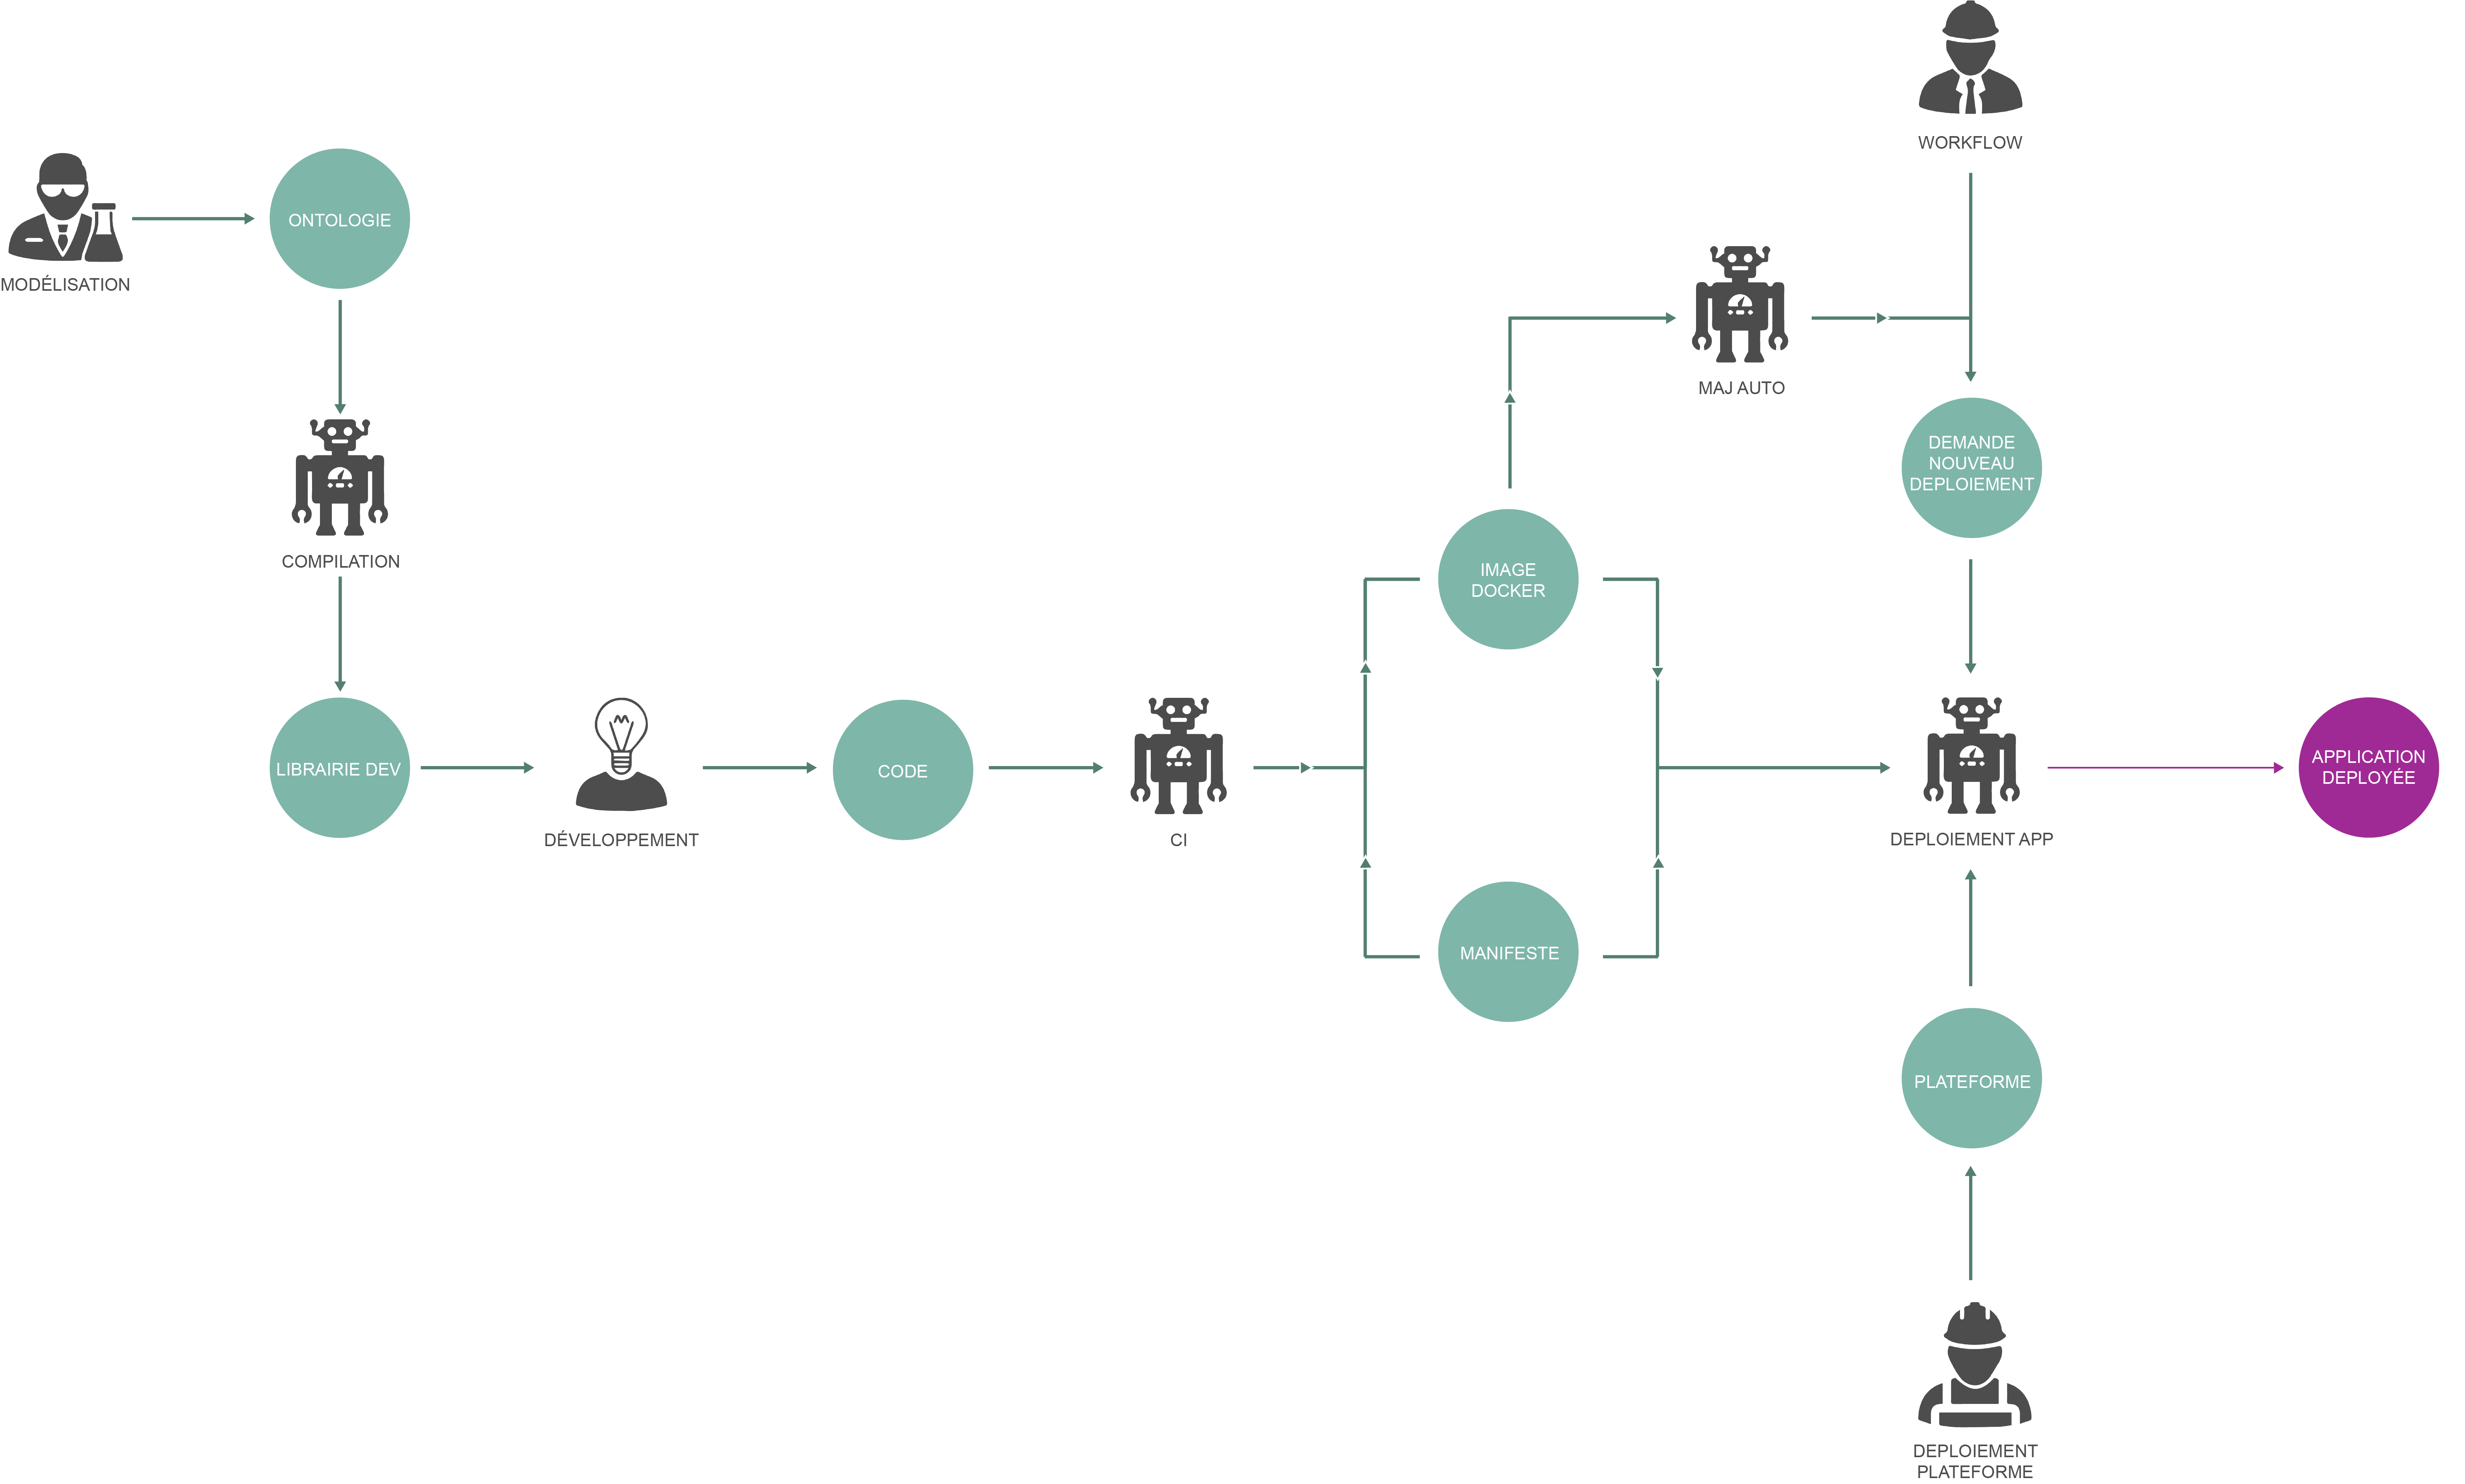 WORKFLOW
MODÉLISATION
ONTOLOGIE
MAJ AUTO
DEMANDE
NOUVEAU
DEPLOIEMENT
COMPILATION
IMAGE
DOCKER
LIBRAIRIE DEV
DÉVELOPPEMENT
CODE
CI
DEPLOIEMENT APP
APPLICATION
DEPLOYÉE
MANIFESTE
PLATEFORME
DEPLOIEMENT
PLATEFORME